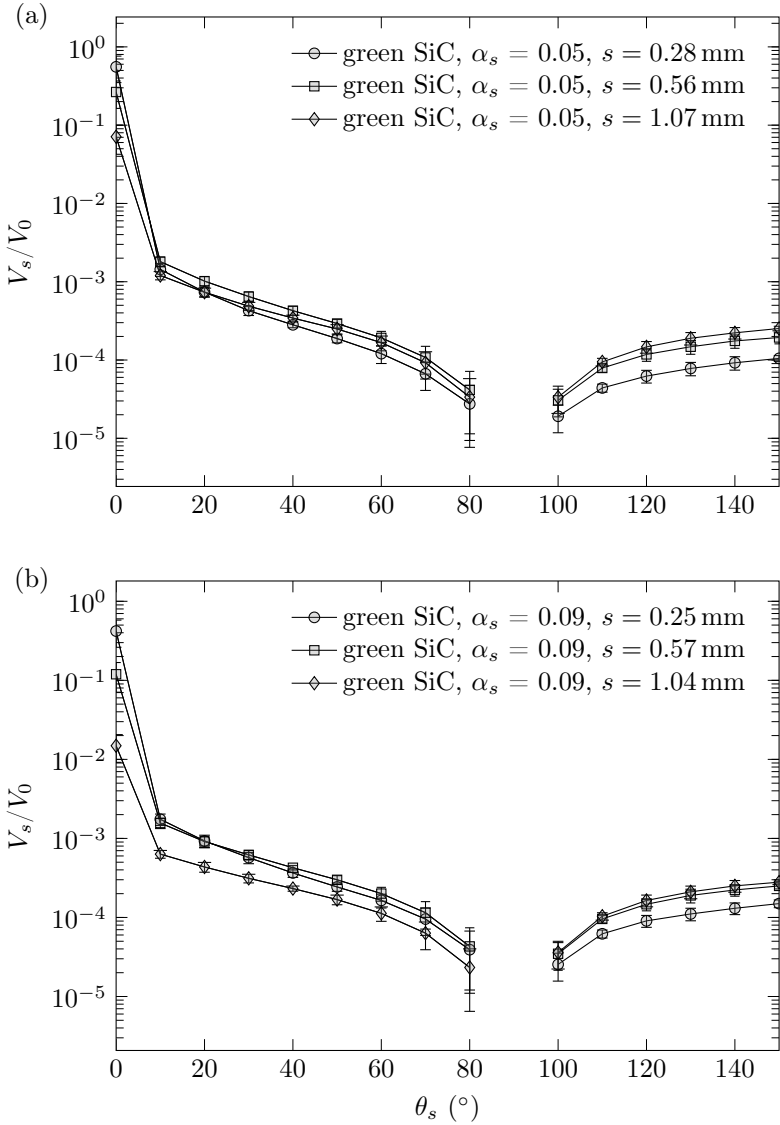 (a)
10⁰
10⁻¹
10⁻²
10⁻³
10⁻⁴
10⁻⁵
V_s/V_0
green SiC, α_s = 0.05, s = 0.28 mm
green SiC, α_s = 0.05, s = 0.56 mm
green SiC, α_s = 0.05, s = 1.07 mm
0 20 40 60 80 100 120 140
(b)
10⁰
10⁻¹
10⁻²
10⁻³
10⁻⁴
10⁻⁵
V_s/V_0
green SiC, α_s = 0.09, s = 0.25 mm
green SiC, α_s = 0.09, s = 0.57 mm
green SiC, α_s = 0.09, s = 1.04 mm
0 20 40 60 80 100 120 140
θ_s (°)